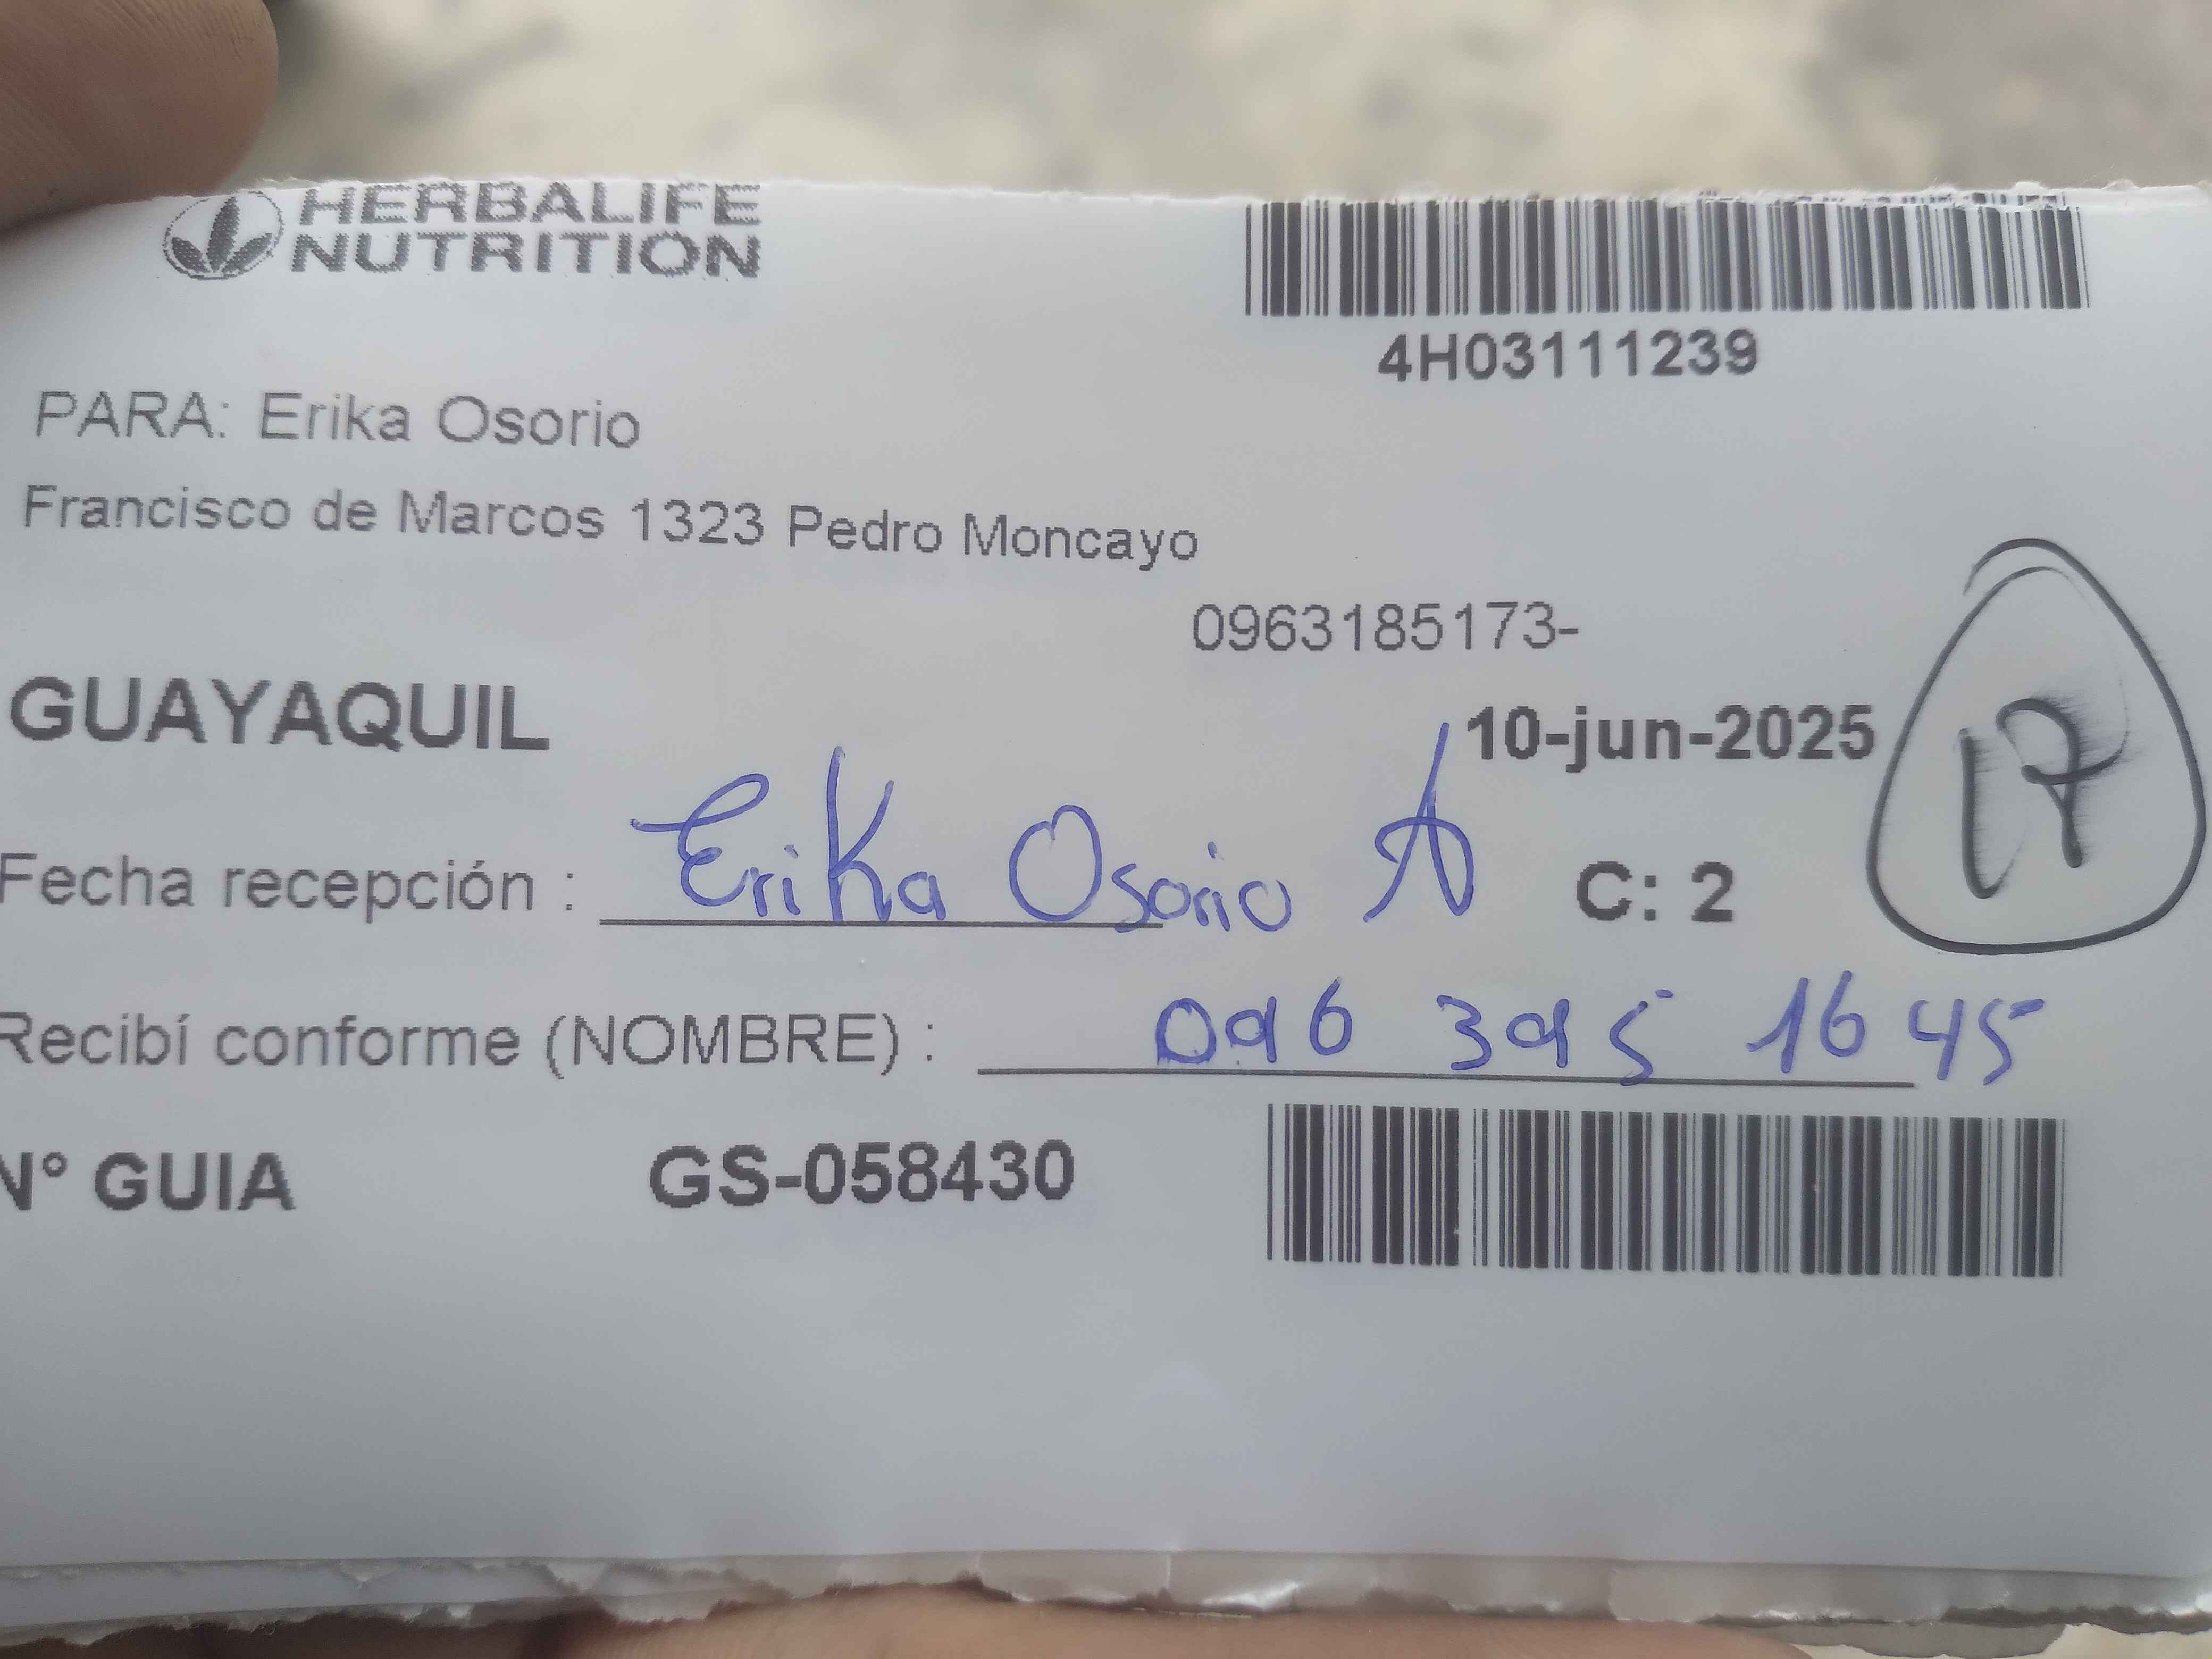 HERBALIFE
NUTRITION
4H03111239
PARA: Erika Osorio
Francisco de Marcos 1323 Pedro Moncayo
0963185173-
GUAYAQUIL
10-jun-2025
17
Fecha recepción : Erika Osorio A
C: 2
Recibí conforme (NOMBRE) : 096 395 1645
N° GUIA GS-058430